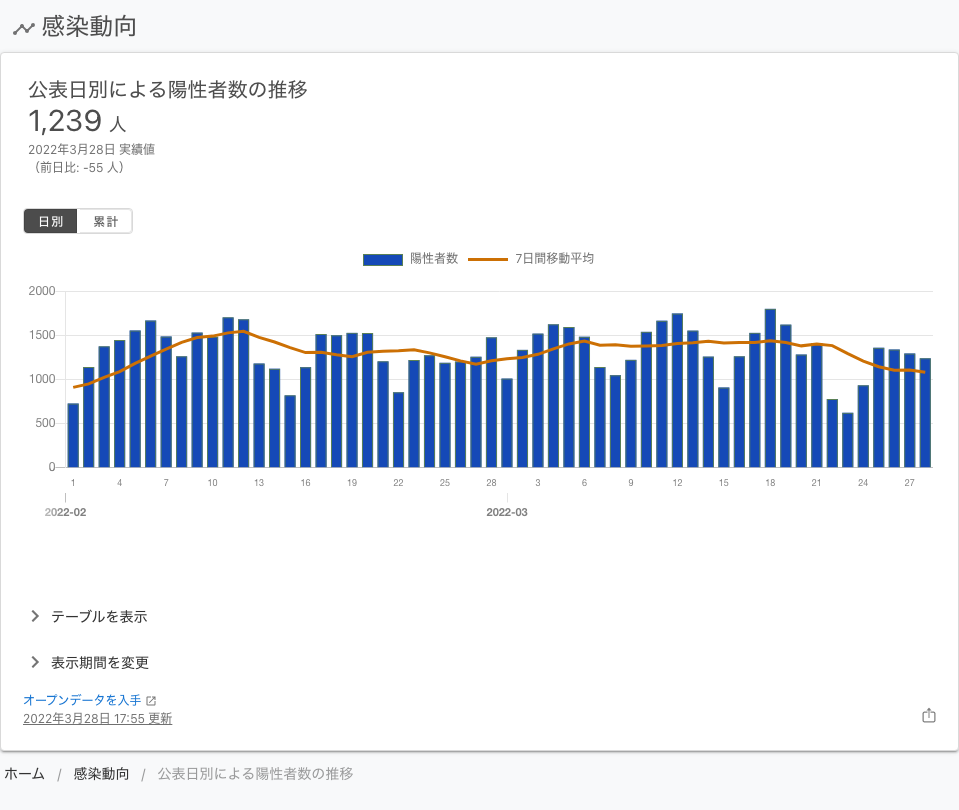 感染動向
公表日別による陽性者数の推移
1,239 人
2022年3月28日 実績値
（前日比: -55 人）
日別 累計
陽性者数 7日間移動平均
2000
1500
1000
500
0
1 4 7 10 13 16 19 22 25 28 3 6 9 12 15 18 21 24 27
2022-02 2022-03
テーブルを表示
表示期間を変更
オープンデータを入手
2022年3月28日 17:55 更新
ホーム / 感染動向 / 公表日別による陽性者数の推移